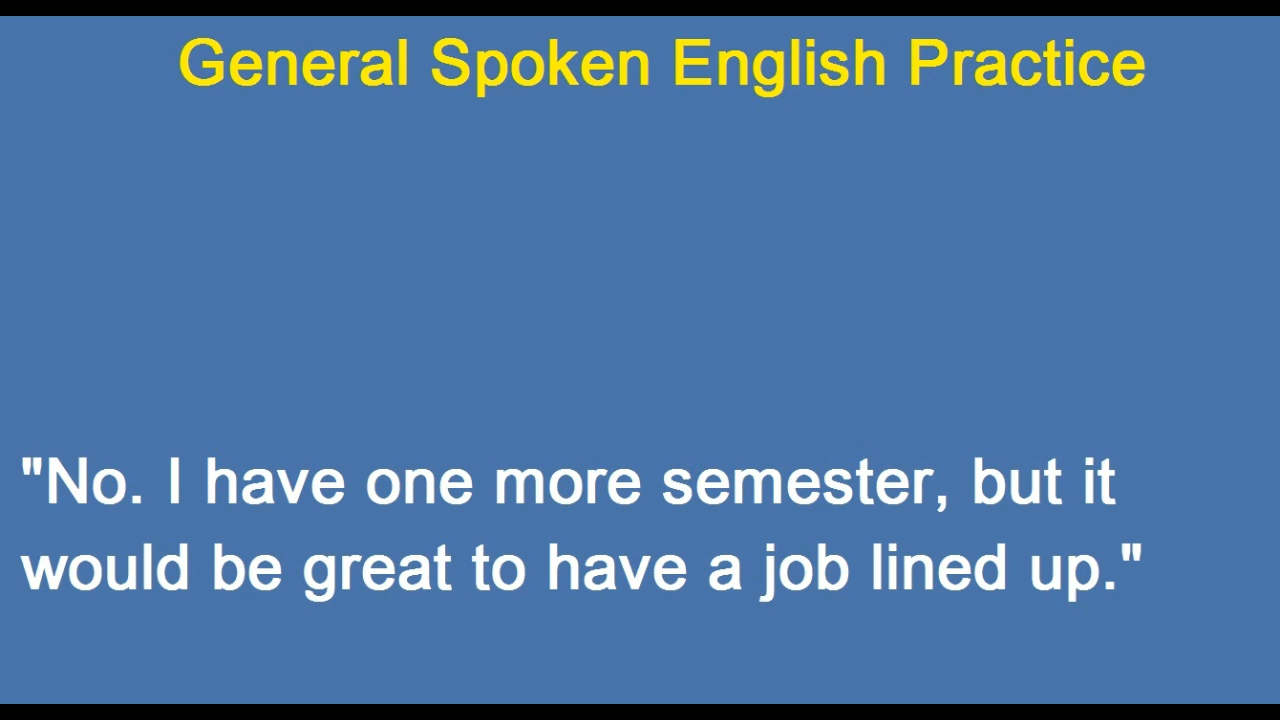 General Spoken English Practice
"No. I have one more semester, but it
would be great to have a job lined up."